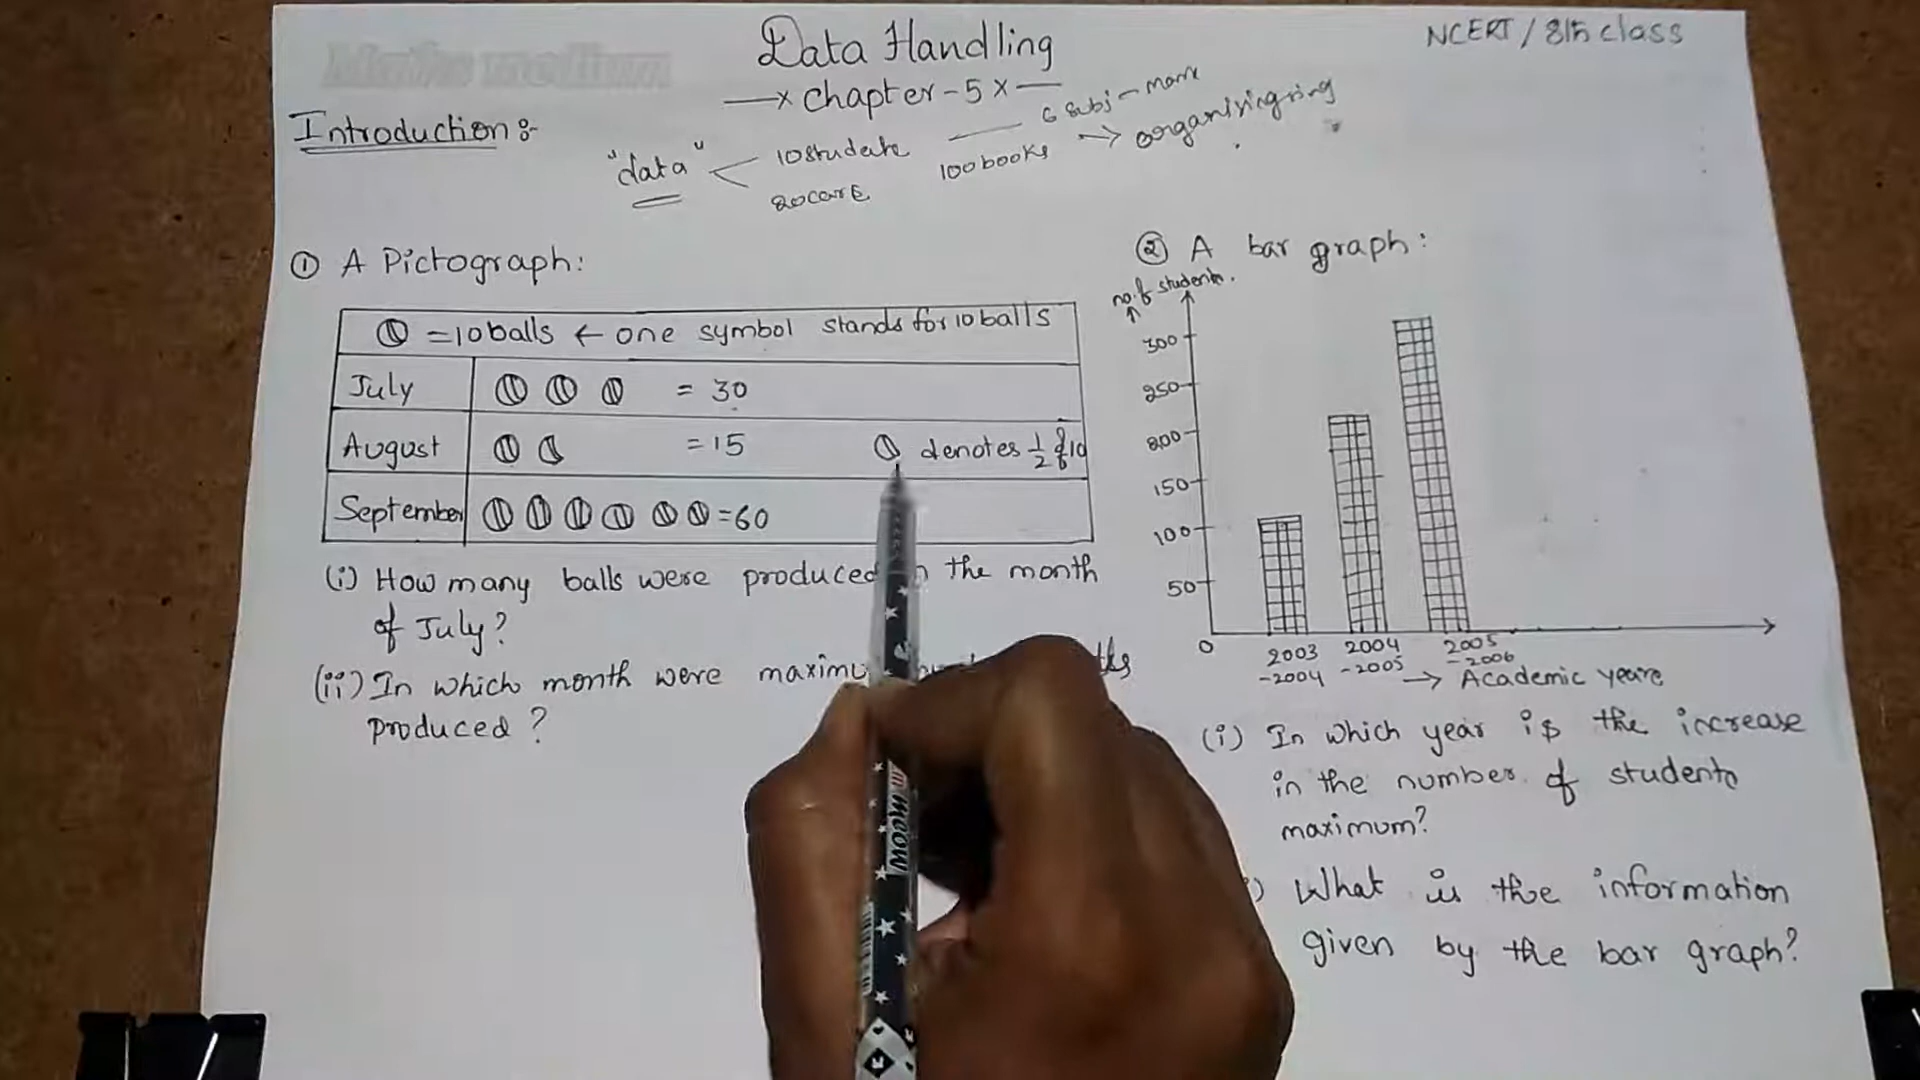 Maths medium
Data Handling
NCERT / 8th class
chapter-5
Introduction :-
"data"
10 students
6 subj - mark
20 cars
100 books → organizing
① A Pictograph:
= 10 balls ← one symbol stands for 10 balls
July = 30
August = 15 denotes 1/2 of 10
September = 60
(i) How many balls were produced the month
of July?
(ii) In which month were
produced ?
② A bar graph :
no. of students.
300
250
200
150
100
50
0
2003 -2004
2004 -2005
2005 -2006
→ Academic years
(i) In which year is the increase
in the number of students
maximum?
) What is the information
given by the bar graph?
MOOW